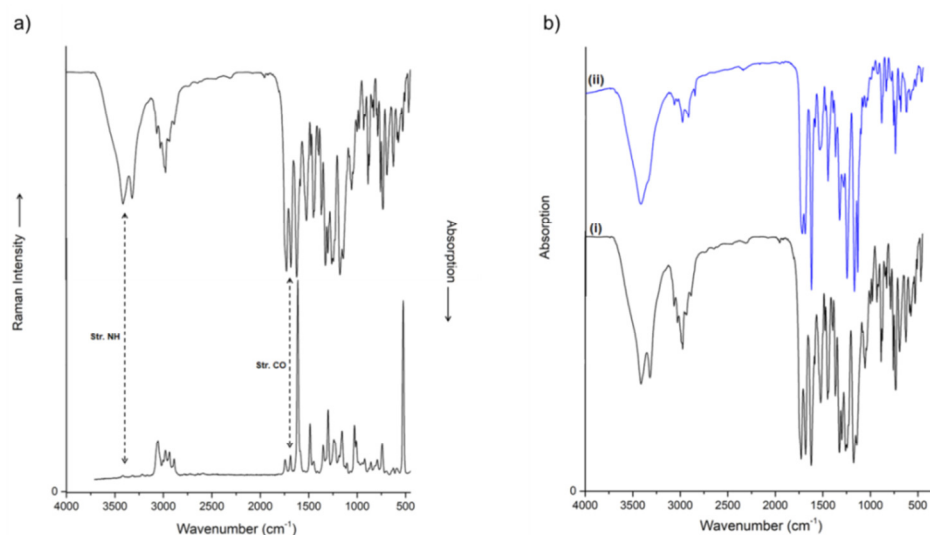 a)
b)
Raman Intensity
Absorption
Str. NH
Str. CO
0
4000 3500 3000 2500 2000 1500 1000 500
Wavenumber (cm⁻¹)
Absorption
(ii)
(i)
0
4000 3500 3000 2500 2000 1500 1000 500
Wavenumber (cm⁻¹)